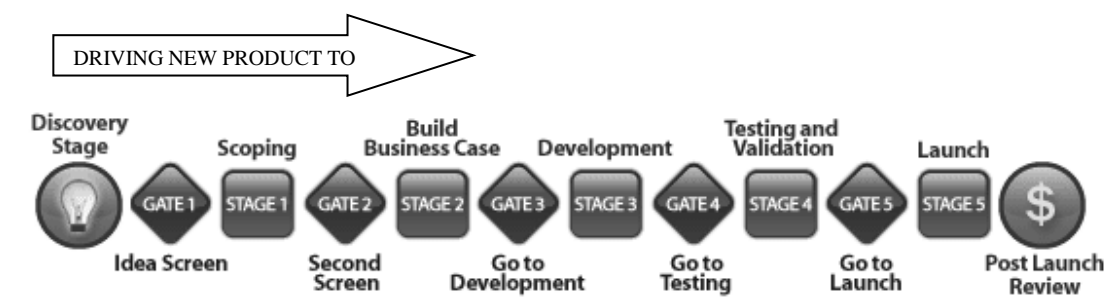 DRIVING NEW PRODUCT TO
Discovery
Stage
Scoping
Build
Business Case
Development
Testing and
Validation
Launch
GATE 1
STAGE 1
GATE 2
STAGE 2
GATE 3
STAGE 3
GATE 4
STAGE 4
GATE 5
STAGE 5
$
Idea Screen
Second
Screen
Go to
Development
Go to
Testing
Go to
Launch
Post Launch
Review